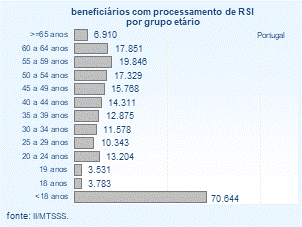 beneficiários com processamento de RSI
por grupo etário
Portugal
>=65 anos 6.910
60 a 64 anos 17.851
55 a 59 anos 19.846
50 a 54 anos 17.329
45 a 49 anos 15.768
40 a 44 anos 14.311
35 a 39 anos 12.875
30 a 34 anos 11.578
25 a 29 anos 10.343
20 a 24 anos 13.204
19 anos 3.531
18 anos 3.783
<18 anos 70.644
fonte: II/MTSSS.